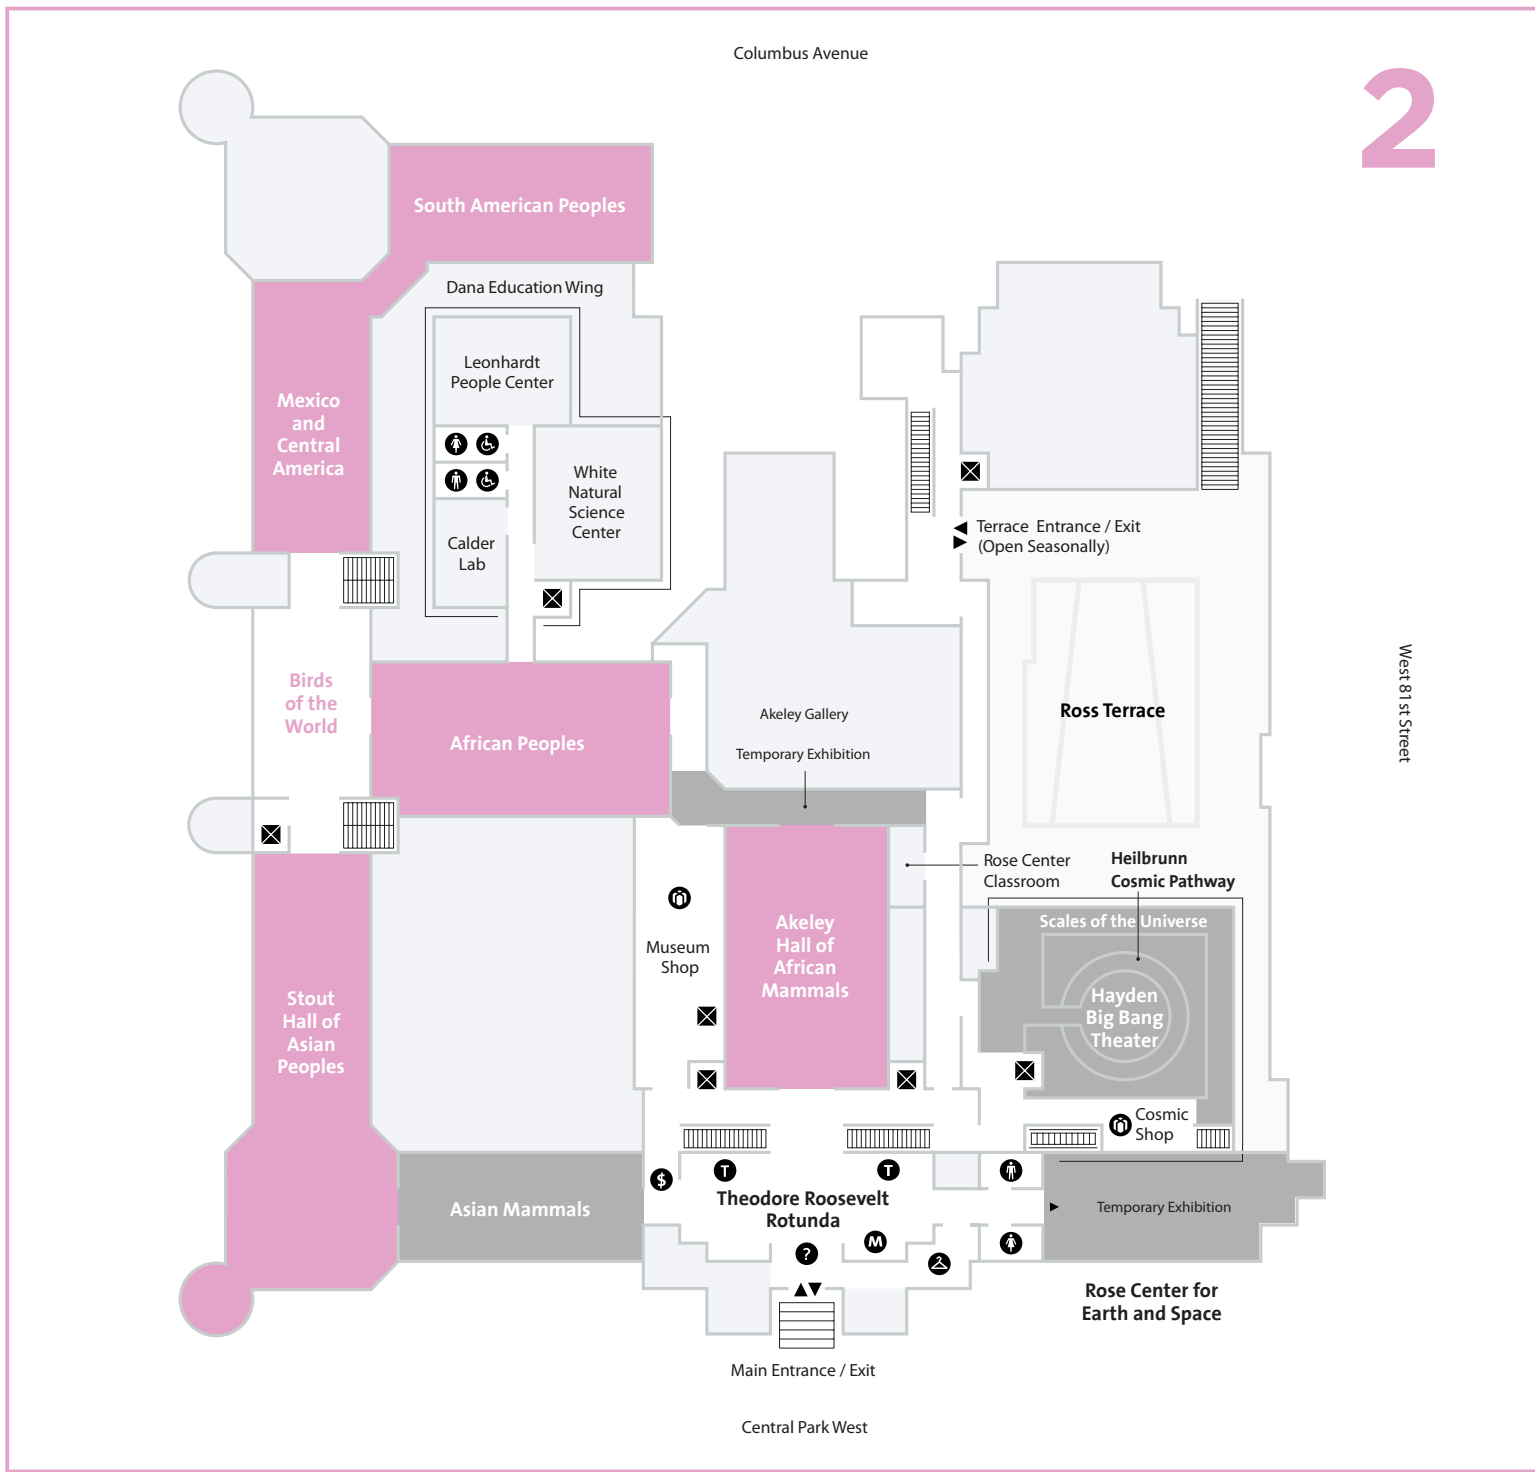 Columbus Avenue
2
South American Peoples
Dana Education Wing
Leonhardt
People Center
Mexico
and
Central
America
White
Natural
Science
Center
Calder
Lab
Terrace Entrance / Exit
(Open Seasonally)
Birds
of the
World
African Peoples
Akeley Gallery
Temporary Exhibition
Ross Terrace
West 81st Street
Rose Center
Classroom
Heilbrunn
Cosmic Pathway
Scales of the Universe
Museum
Shop
Akeley
Hall of
African
Mammals
Hayden
Big Bang
Theater
Stout
Hall of
Asian
Peoples
Cosmic
Shop
$
T
T
Theodore Roosevelt
Rotunda
Asian Mammals
Temporary Exhibition
M
?
Rose Center for
Earth and Space
Main Entrance / Exit
Central Park West